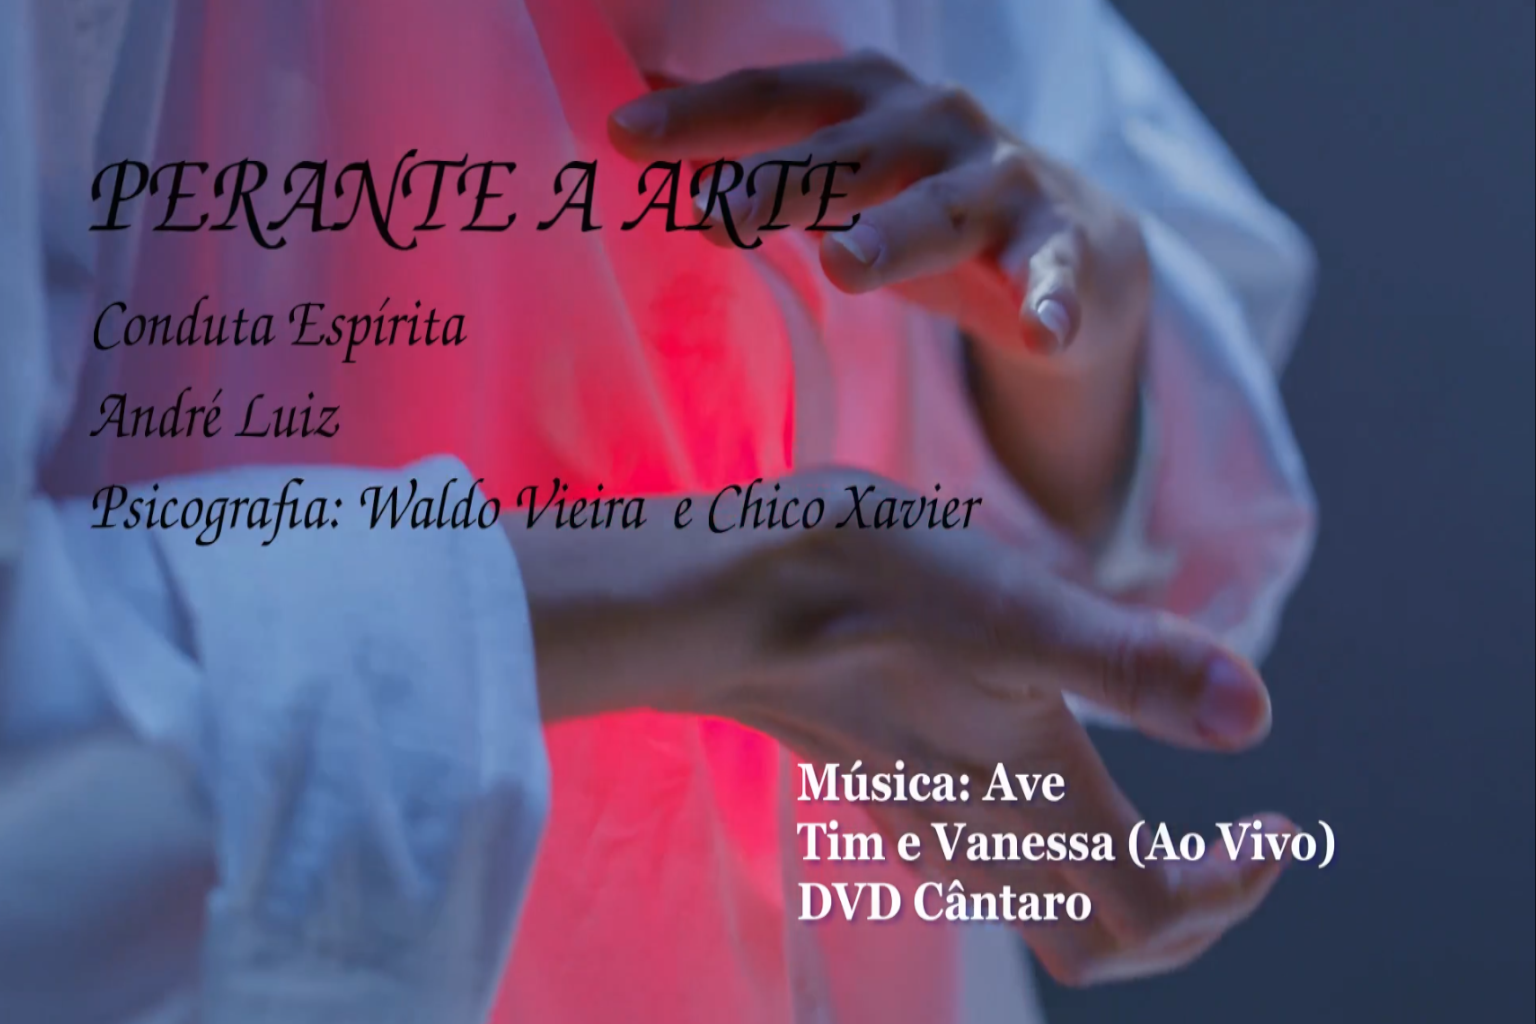 PERANTE A ARTE
Conduta Espírita
André Luiz
Psicografia: Waldo Vieira e Chico Xavier
Música: Ave
Tim e Vanessa (Ao Vivo)
DVD Cântaro